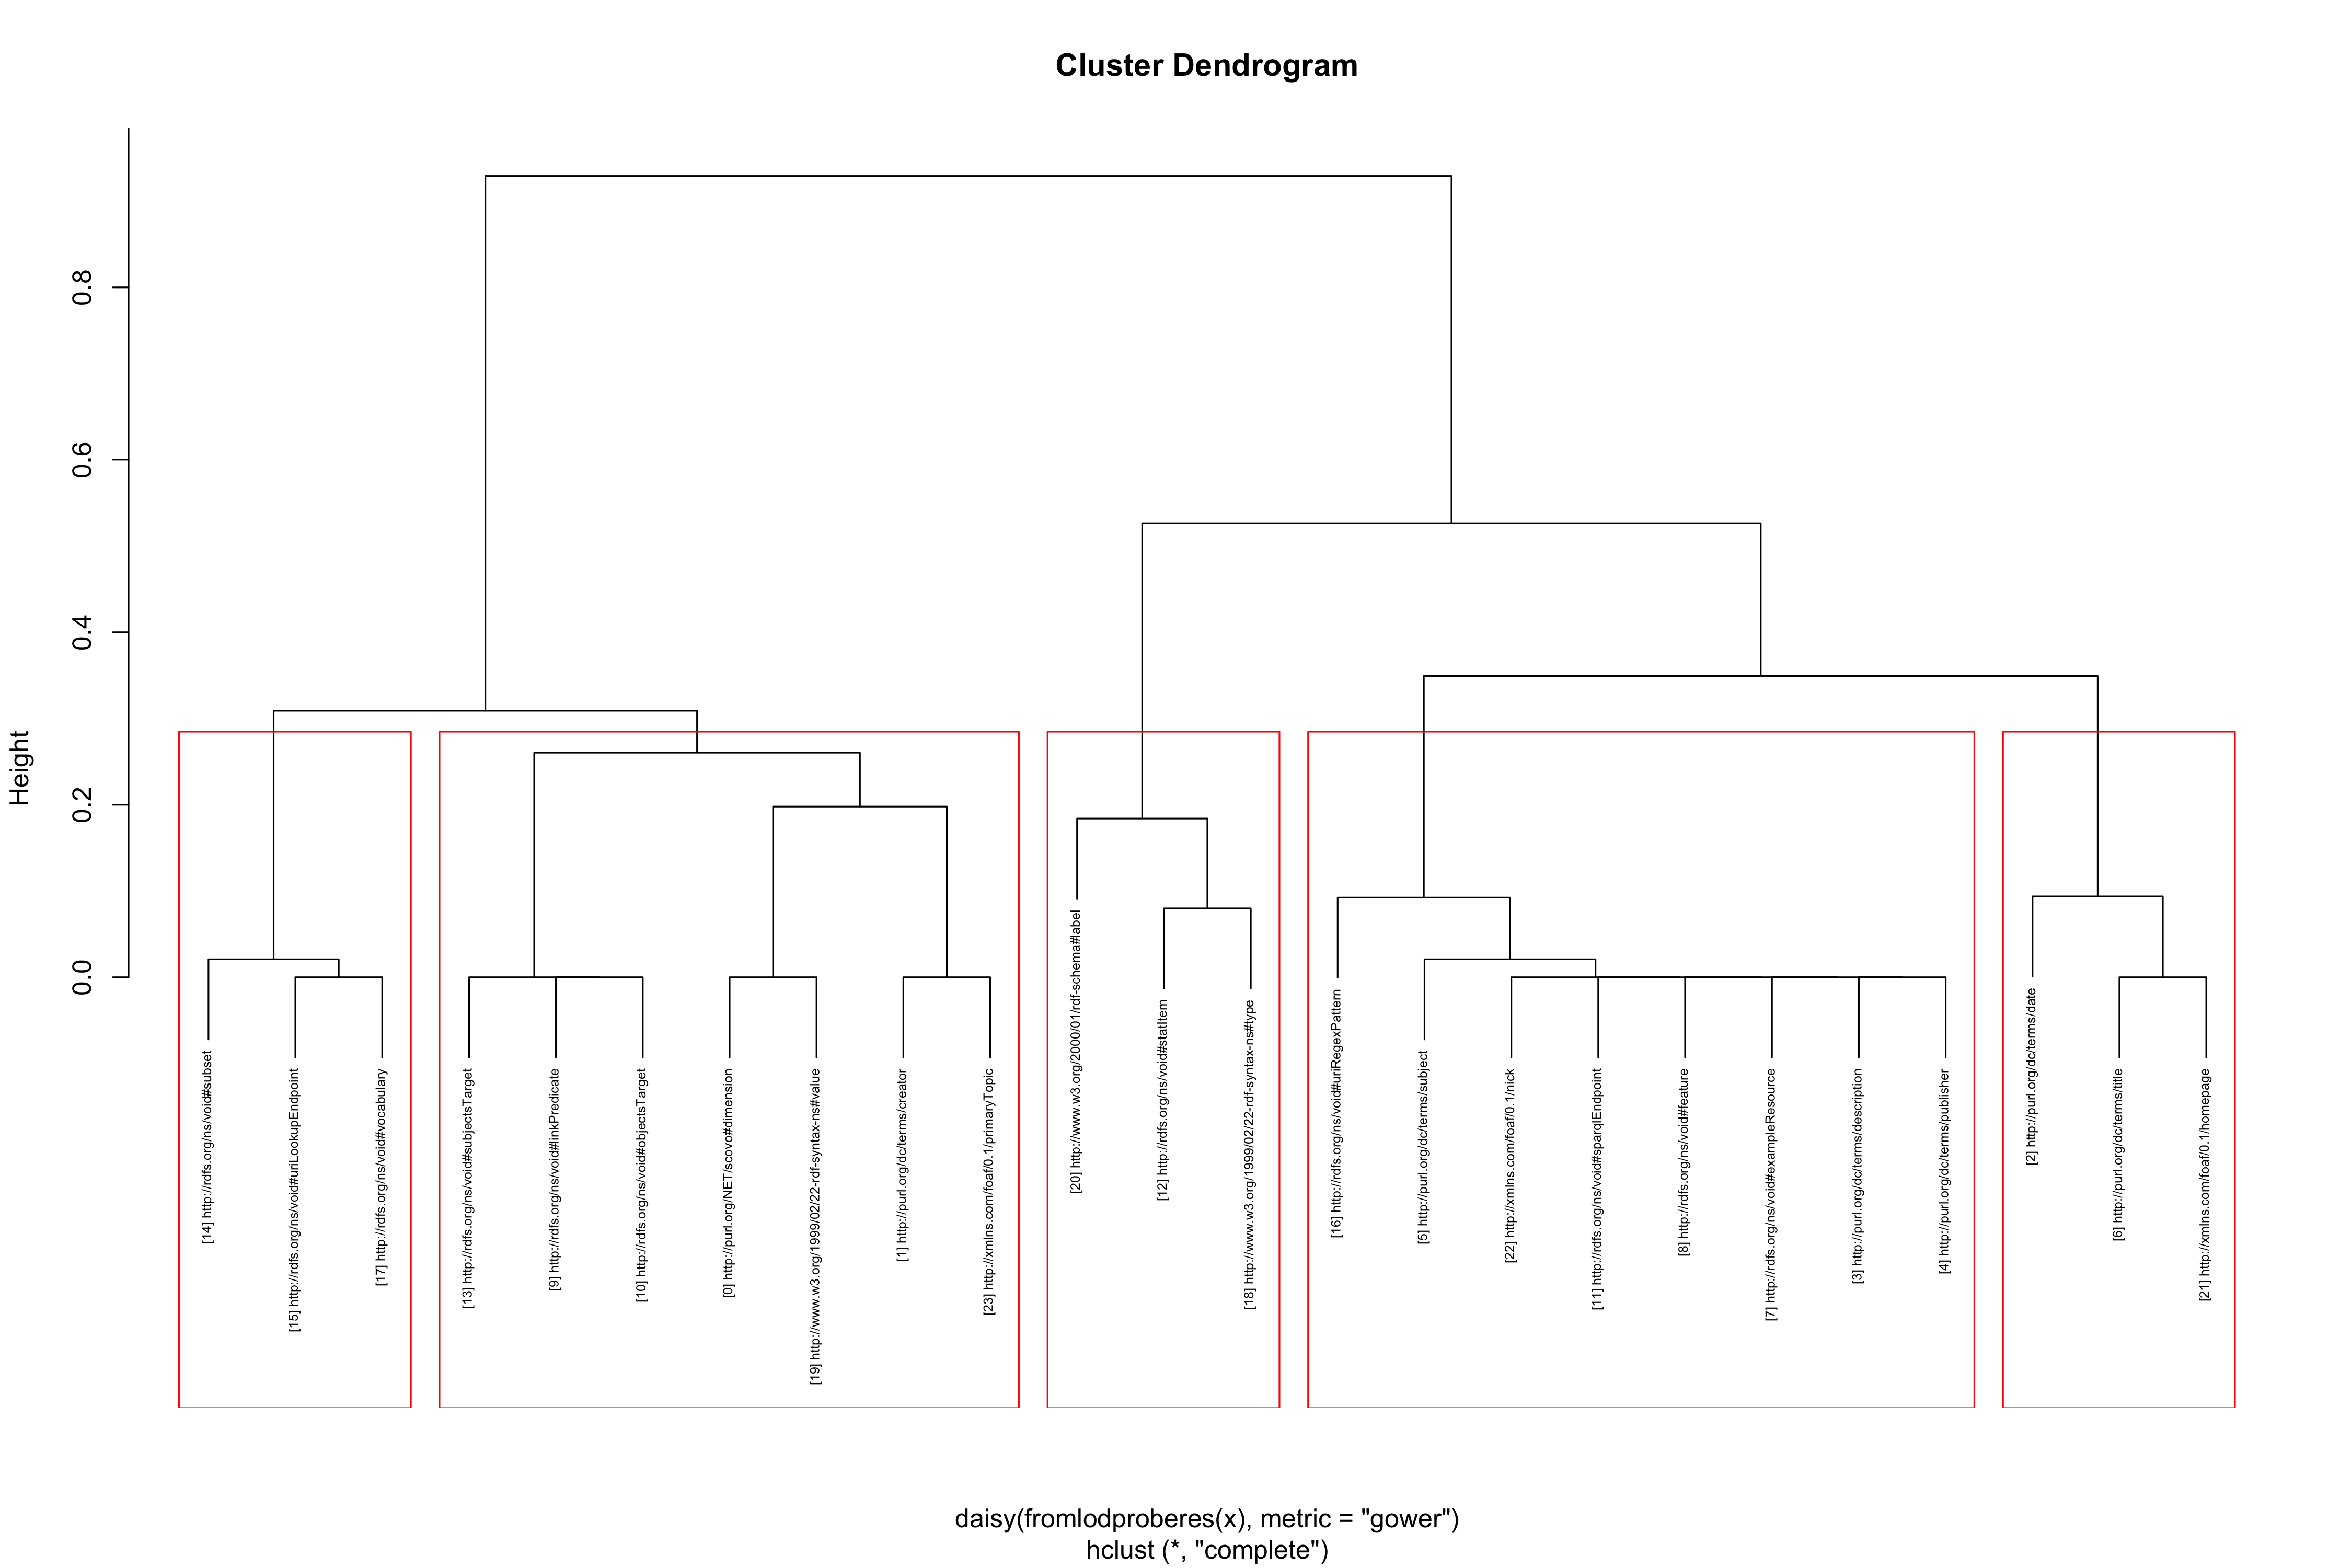 Cluster Dendrogram
Height
0.0
0.2
0.4
0.6
0.8
[14] http://rdfs.org/ns/void#subset
[15] http://rdfs.org/ns/void#uriLookupEndpoint
[17] http://rdfs.org/ns/void#vocabulary
[13] http://rdfs.org/ns/void#subjectsTarget
[9] http://rdfs.org/ns/void#linkPredicate
[10] http://rdfs.org/ns/void#objectsTarget
[0] http://purl.org/NET/scovo#dimension
[19] http://www.w3.org/1999/02/22-rdf-syntax-ns#value
[1] http://purl.org/dc/terms/creator
[23] http://xmlns.com/foaf/0.1/primaryTopic
[20] http://www.w3.org/2000/01/rdf-schema#label
[12] http://rdfs.org/ns/void#statItem
[18] http://www.w3.org/1999/02/22-rdf-syntax-ns#type
[16] http://rdfs.org/ns/void#uriRegexPattern
[5] http://purl.org/dc/terms/subject
[22] http://xmlns.com/foaf/0.1/nick
[11] http://rdfs.org/ns/void#sparqlEndpoint
[8] http://rdfs.org/ns/void#feature
[7] http://rdfs.org/ns/void#exampleResource
[3] http://purl.org/dc/terms/description
[4] http://purl.org/dc/terms/publisher
[2] http://purl.org/dc/terms/date
[6] http://purl.org/dc/terms/title
[21] http://xmlns.com/foaf/0.1/homepage
daisy(fromlodproberes(x), metric = "gower")
hclust (*, "complete")